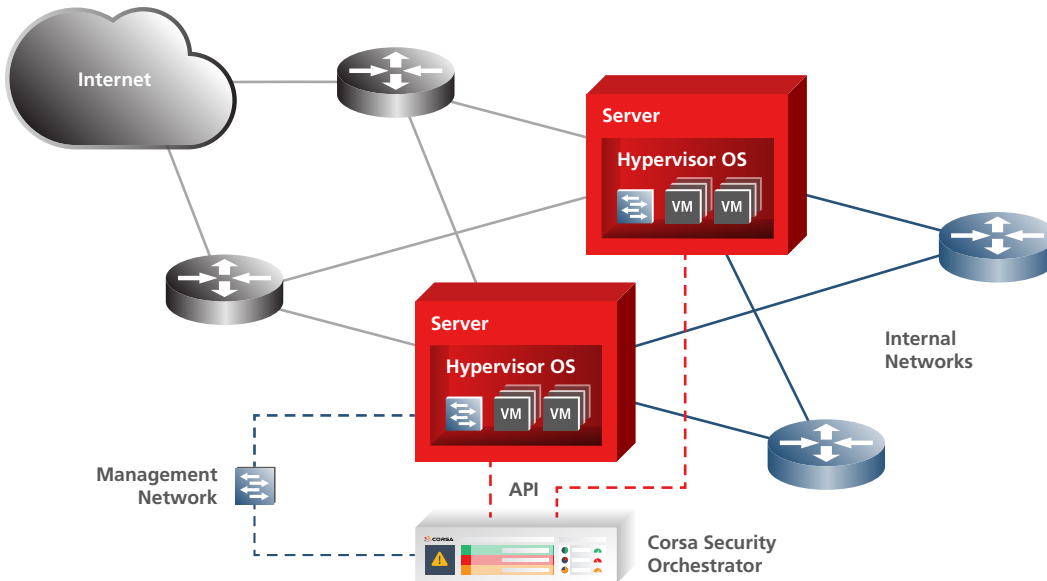 Internet
Server
Hypervisor OS
VM
VM
Server
Hypervisor OS
VM
VM
Internal
Networks
Management
Network
API
CORSA
Corsa Security
Orchestrator